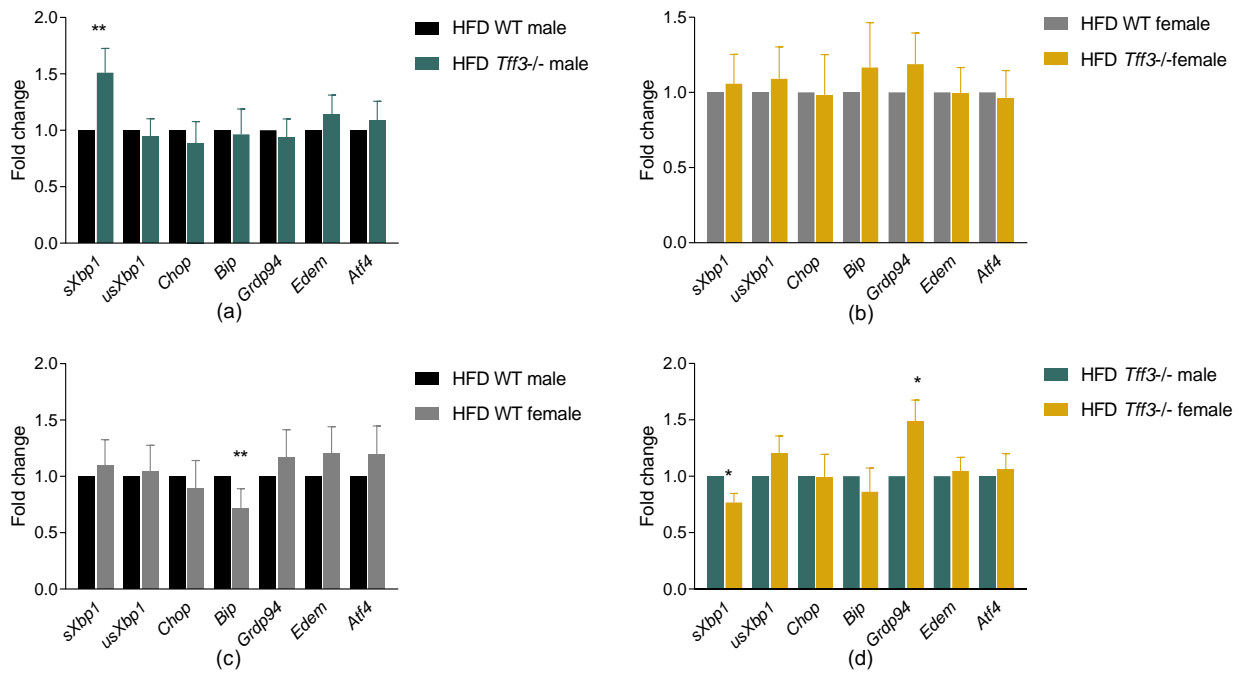 2.0
1.5
1.0
0.5
0.0
Fold change
**
HFD WT male
HFD Tff3-/- male
sXbp1
usXbp1
Chop
Bip
Grdp94
Edem
Atf4
(a)
1.5
1.0
0.5
0.0
Fold change
HFD WT female
HFD Tff3-/-female
sXbp1
usXbp1
Chop
Bip
Grdp94
Edem
Atf4
(b)
2.0
1.5
1.0
0.5
0.0
Fold change
**
HFD WT male
HFD WT female
sXbp1
usXbp1
Chop
Bip
Grdp94
Edem
Atf4
(c)
2.0
1.5
1.0
0.5
0.0
Fold change
*
*
HFD Tff3-/- male
HFD Tff3-/- female
sXbp1
usXbp1
Chop
Bip
Grdp94
Edem
Atf4
(d)